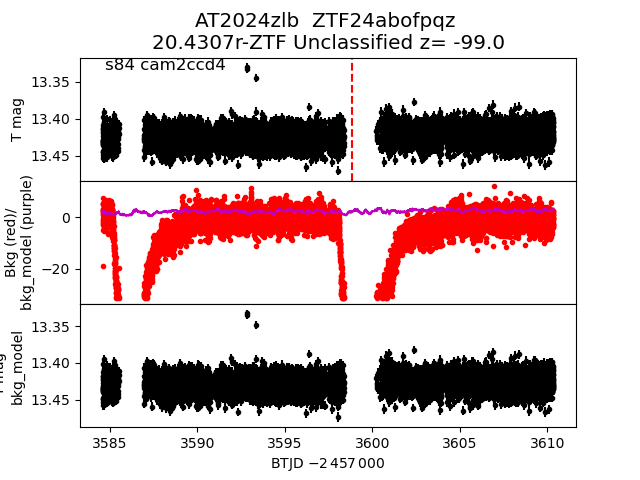 AT2024zlb ZTF24abofpqz
20.4307r-ZTF Unclassified z= -99.0
s84 cam2ccd4
13.35
13.40
13.45
T mag
0
−20
Bkg (red)/
bkg_model (purple)
13.35
13.40
13.45
bkg_model
3585 3590 3595 3600 3605 3610
BTJD −2 457 000